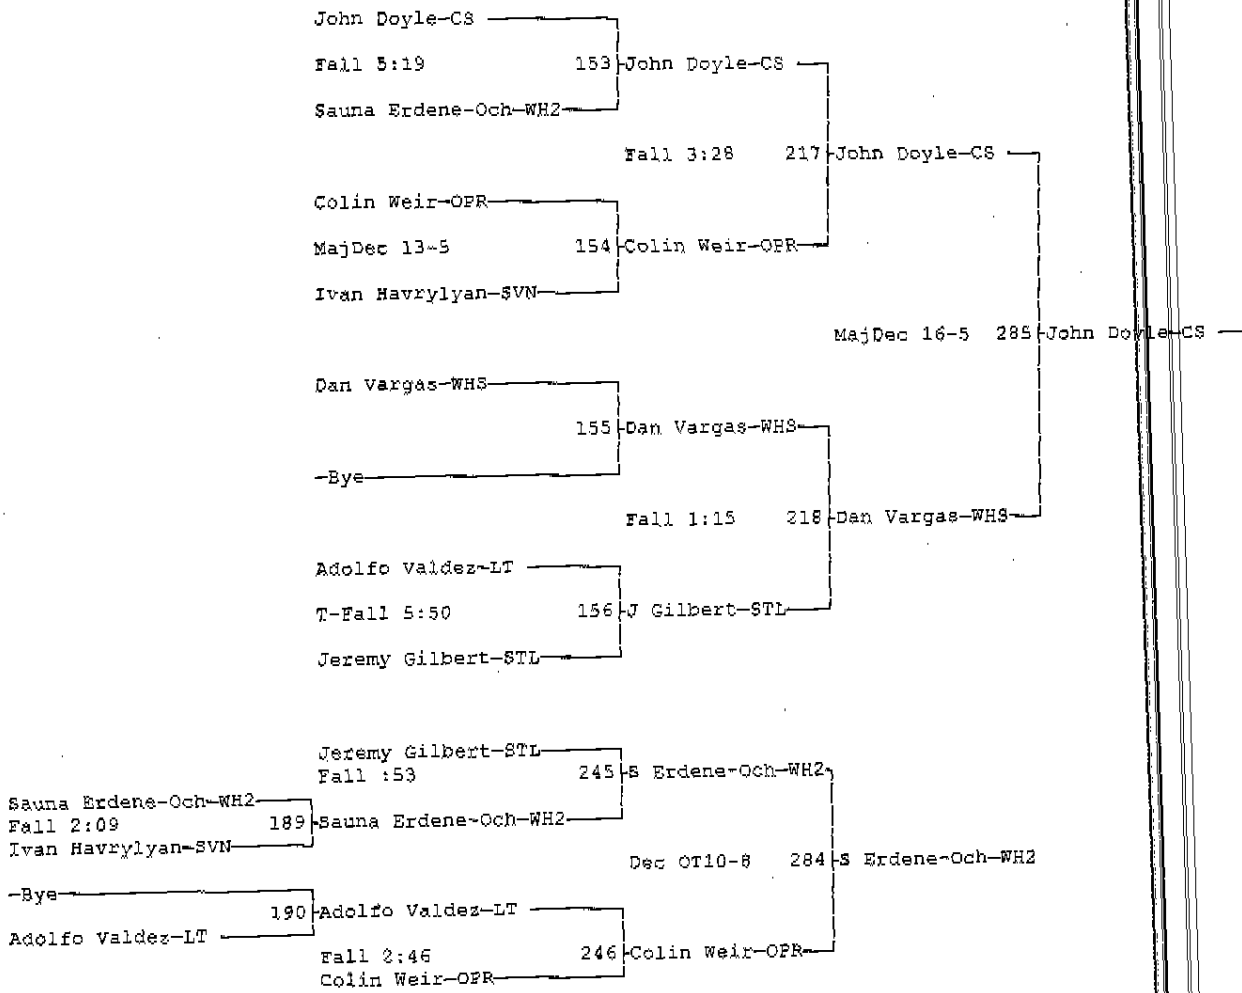 John Doyle-CS
Fall 5:19
153 John Doyle-CS
Sauna Erdene-Och-WH2
Fall 3:28
217 John Doyle-CS
Colin Weir-OPR
MajDec 13-5
154 Colin Weir-OPR
Ivan Havrylyan-SVN
MajDec 16-5
285 John Doyle-CS
Dan Vargas-WHS
155 Dan Vargas-WHS
-Bye
Fall 1:15
218 Dan Vargas-WHS
Adolfo Valdez-LT
T-Fall 5:50
156 J Gilbert-STL
Jeremy Gilbert-STL
Jeremy Gilbert-STL
Fall :53
245 S Erdene-Och-WH2
Sauna Erdene-Och-WH2
Fall 2:09
189 Sauna Erdene-Och-WH2
Ivan Havrylyan-SVN
Dec OT10-8
284 S Erdene-Och-WH2
-Bye
190 Adolfo Valdez-LT
Adolfo Valdez-LT
Fall 2:46
246 Colin Weir-OPR
Colin Weir-OPR